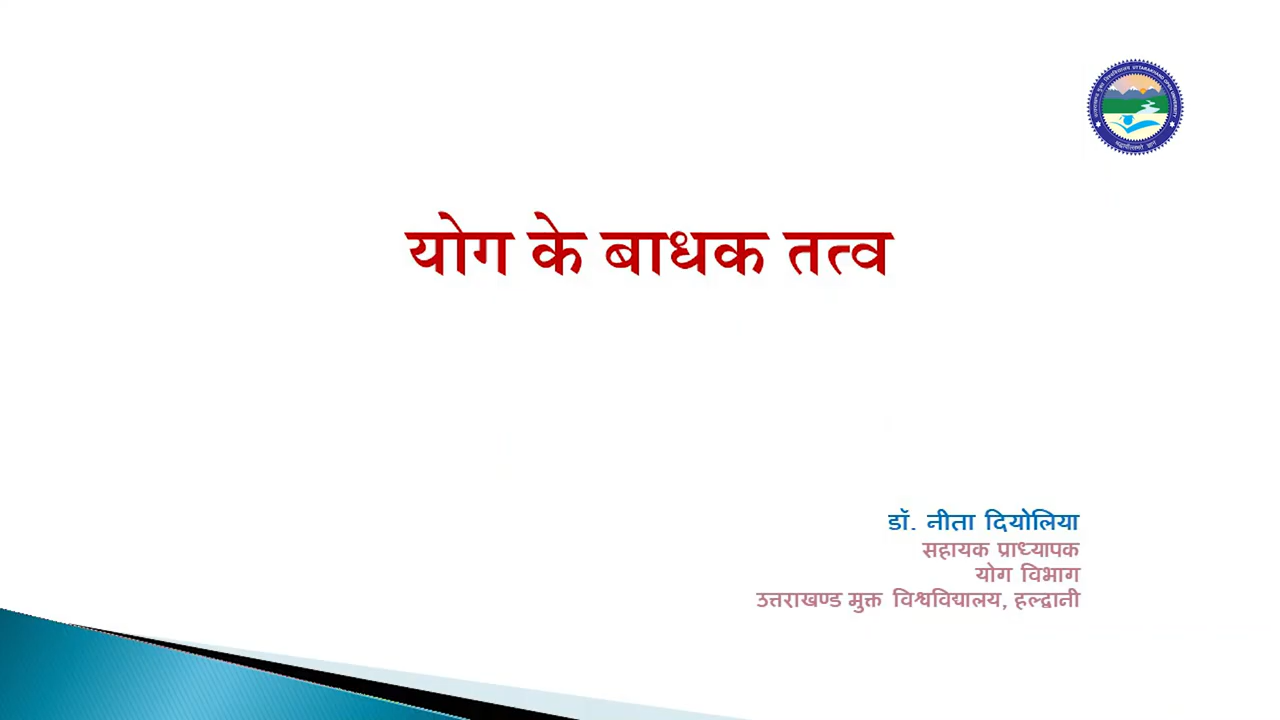 योग के बाधक तत्व
डॉ. नीता दियोलिया
सहायक प्राध्यापक
योग विभाग
उत्तराखण्ड मुक्त विश्वविद्यालय, हल्द्वानी